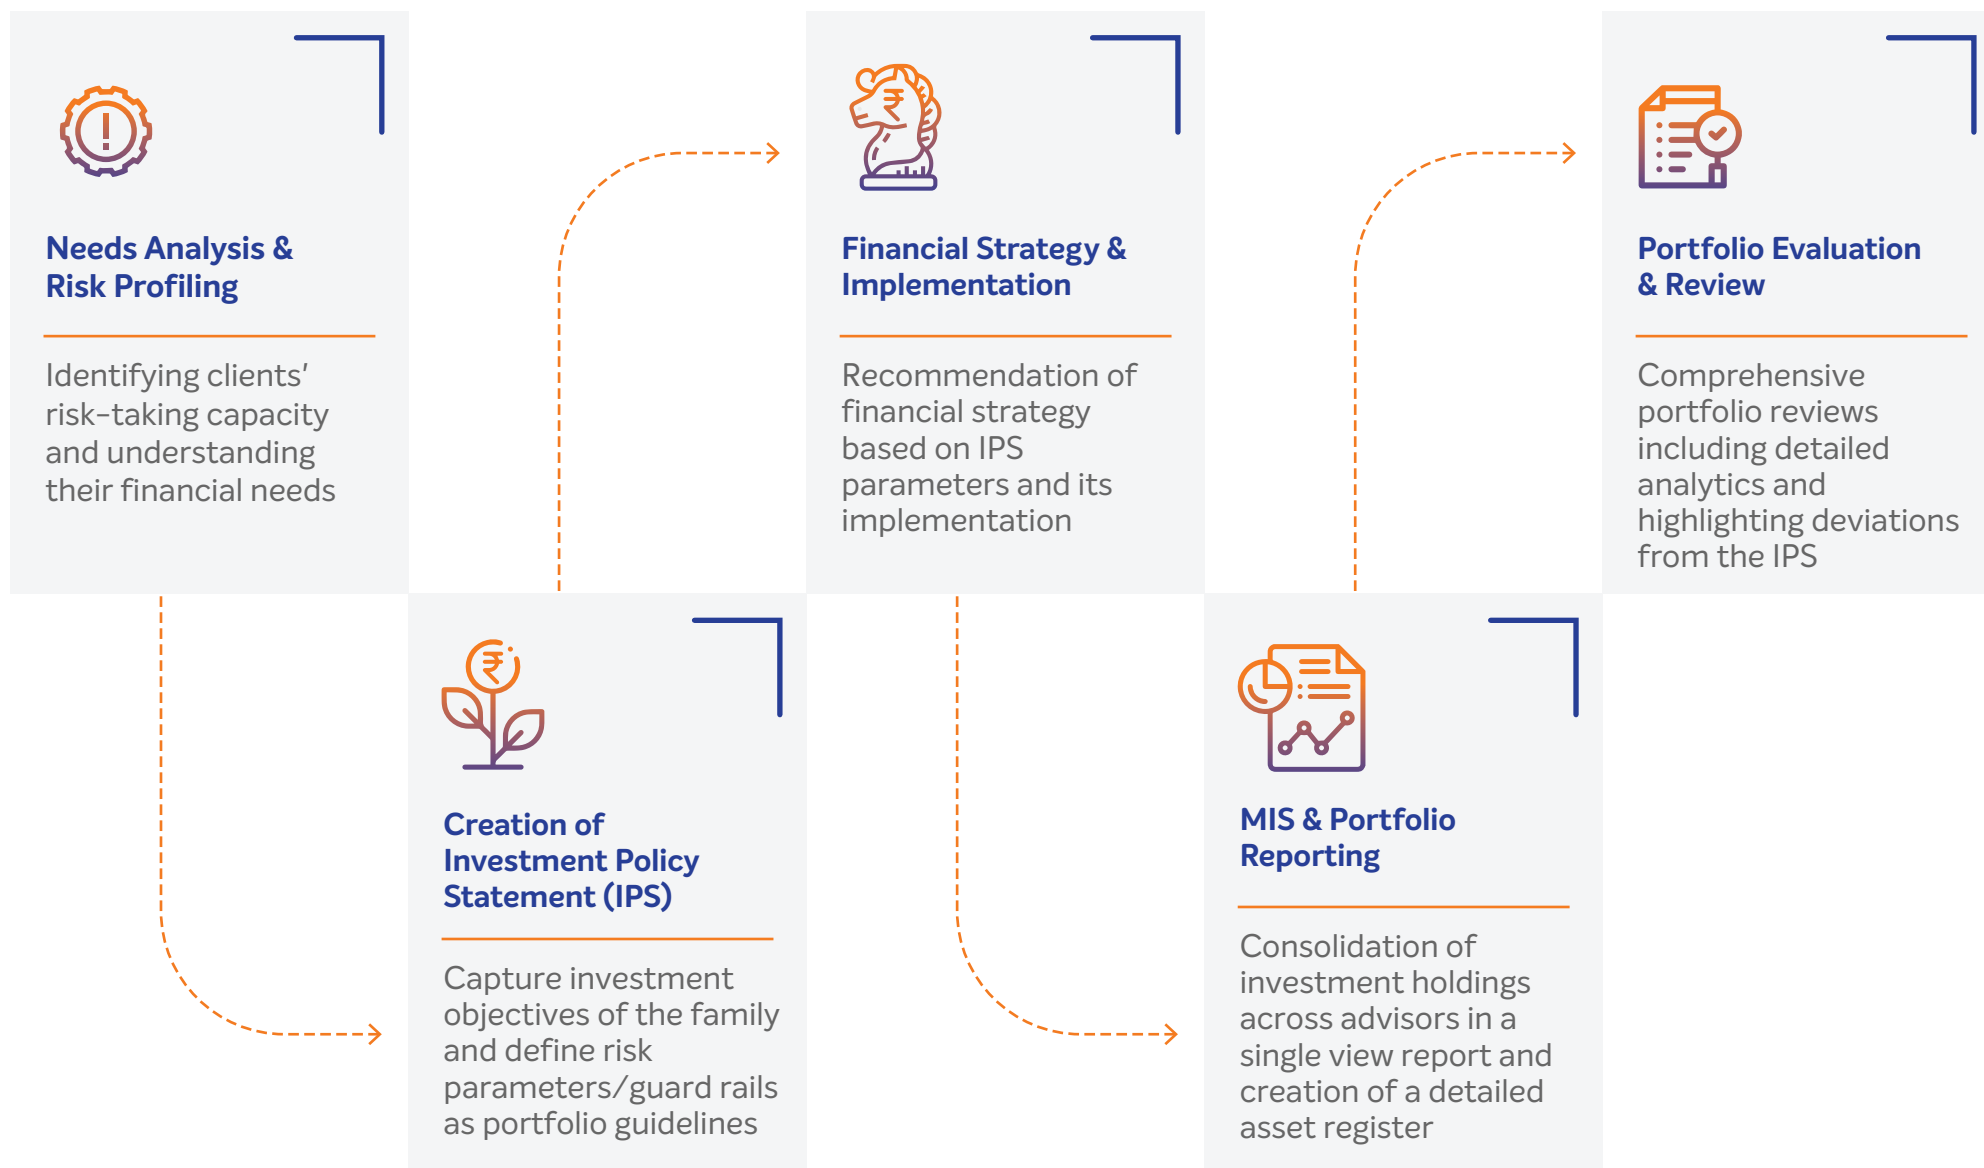 Needs Analysis &
Risk Profiling
Identifying clients'
risk-taking capacity
and understanding
their financial needs
Creation of
Investment Policy
Statement (IPS)
Capture investment
objectives of the family
and define risk
parameters/guard rails
as portfolio guidelines
₹
Financial Strategy &
Implementation
Recommendation of
financial strategy
based on IPS
parameters and its
implementation
₹
MIS & Portfolio
Reporting
Consolidation of
investment holdings
across advisors in a
single view report and
creation of a detailed
asset register
Portfolio Evaluation
& Review
Comprehensive
portfolio reviews
including detailed
analytics and
highlighting deviations
from the IPS